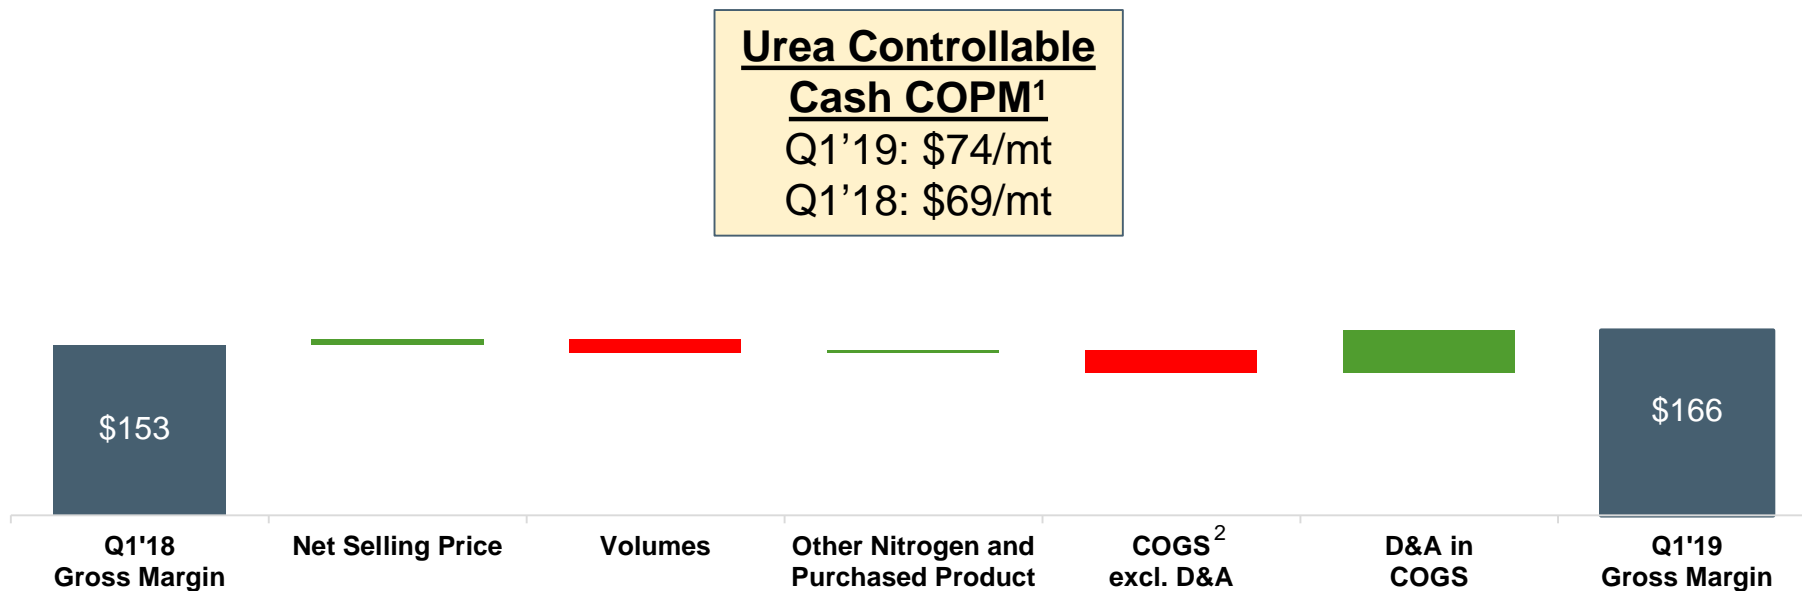 Urea Controllable
Cash COPM¹
Q1’19: $74/mt
Q1’18: $69/mt
$153
$166
Q1'18
Gross Margin
Net Selling Price
Volumes
Other Nitrogen and
Purchased Product
COGS²
excl. D&A
D&A in
COGS
Q1'19
Gross Margin